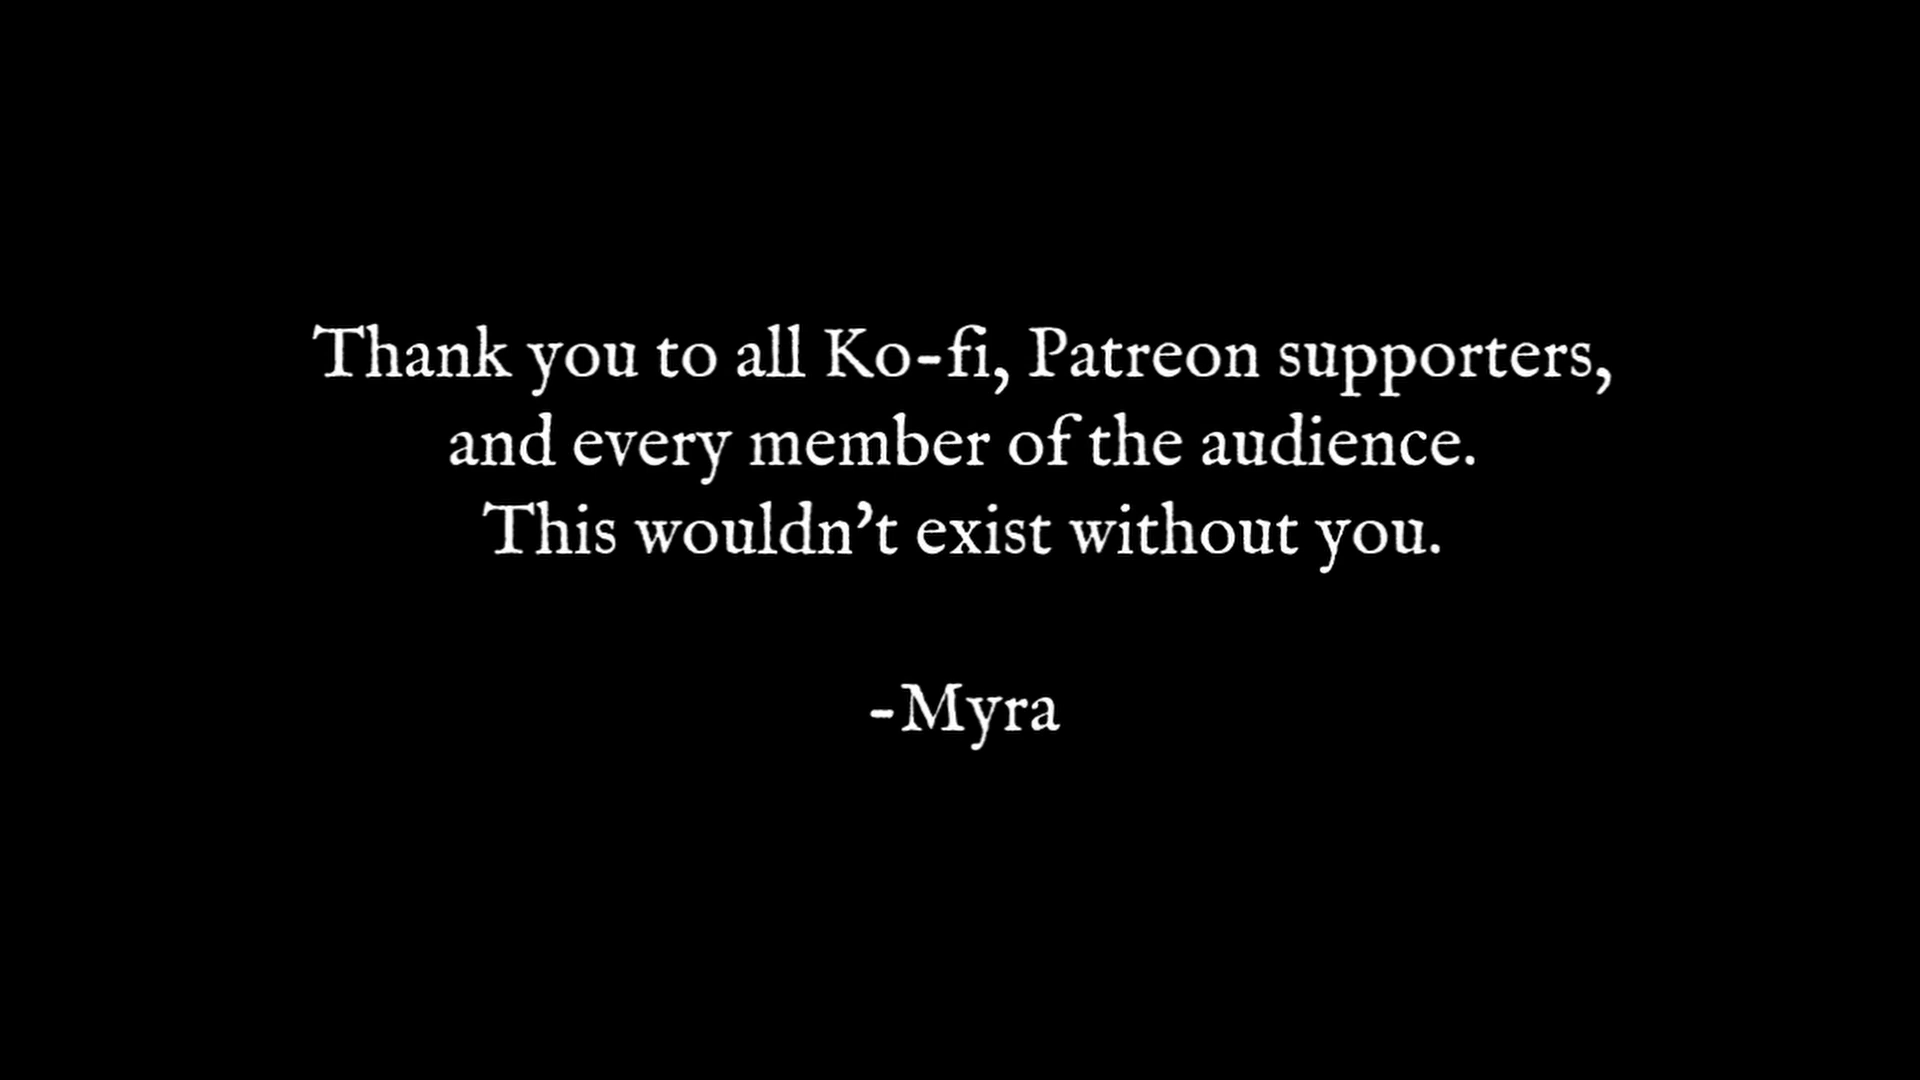 Thank you to all Ko-fi, Patreon supporters,
and every member of the audience.
This wouldn’t exist without you.
-Myra